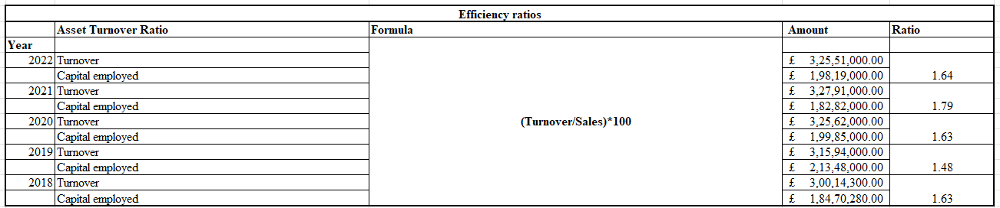 Efficiency ratios
Asset Turnover Ratio Formula Amount Ratio
Year
2022 Turnover £ 3,25,51,000.00
Capital employed £ 1,98,19,000.00 1.64
2021 Turnover £ 3,27,91,000.00
Capital employed £ 1,82,82,000.00 1.79
2020 Turnover (Turnover/Sales)*100 £ 3,25,62,000.00
Capital employed £ 1,99,85,000.00 1.63
2019 Turnover £ 3,15,94,000.00
Capital employed £ 2,13,48,000.00 1.48
2018 Turnover £ 3,00,14,300.00
Capital employed £ 1,84,70,280.00 1.63